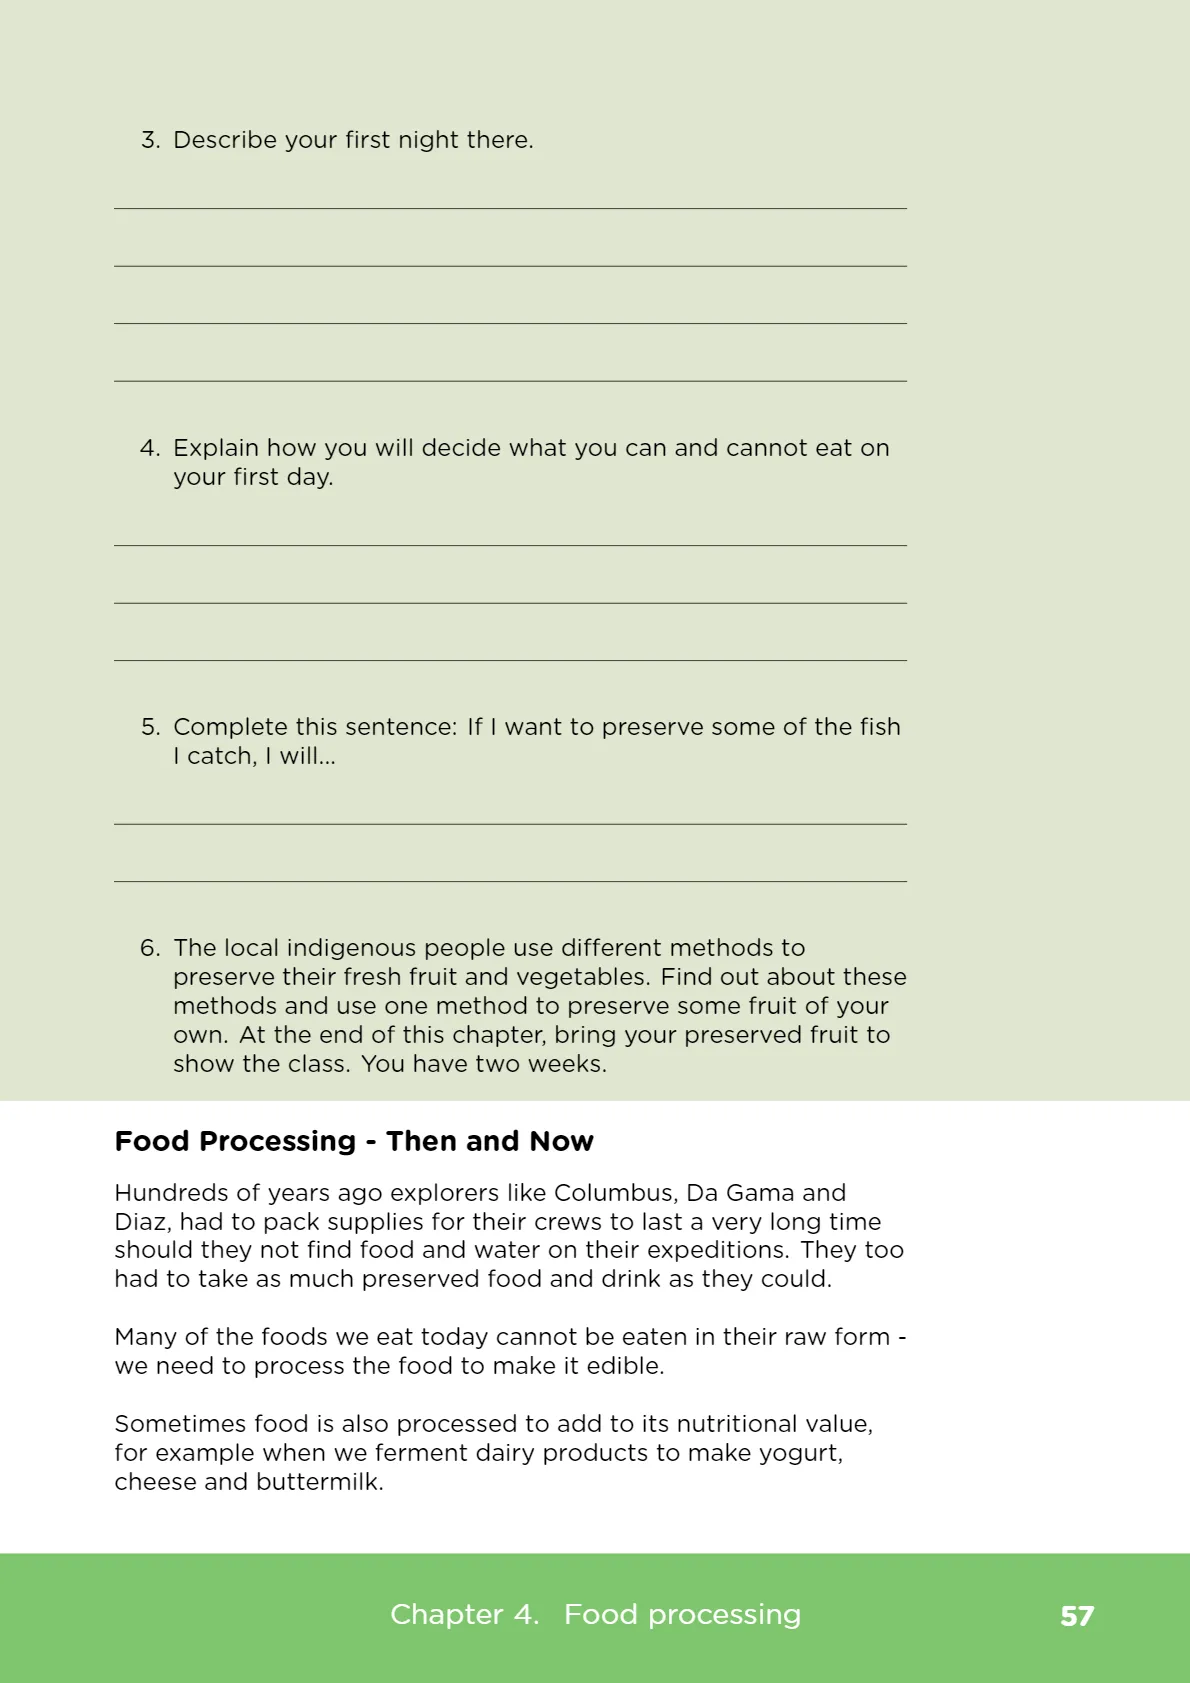 3. Describe your first night there.
4. Explain how you will decide what you can and cannot eat on
your first day.
5. Complete this sentence: If I want to preserve some of the fish
I catch, I will...
6. The local indigenous people use different methods to
preserve their fresh fruit and vegetables. Find out about these
methods and use one method to preserve some fruit of your
own. At the end of this chapter, bring your preserved fruit to
show the class. You have two weeks.
Food Processing - Then and Now
Hundreds of years ago explorers like Columbus, Da Gama and
Diaz, had to pack supplies for their crews to last a very long time
should they not find food and water on their expeditions. They too
had to take as much preserved food and drink as they could.
Many of the foods we eat today cannot be eaten in their raw form -
we need to process the food to make it edible.
Sometimes food is also processed to add to its nutritional value,
for example when we ferment dairy products to make yogurt,
cheese and buttermilk.
Chapter 4. Food processing 57